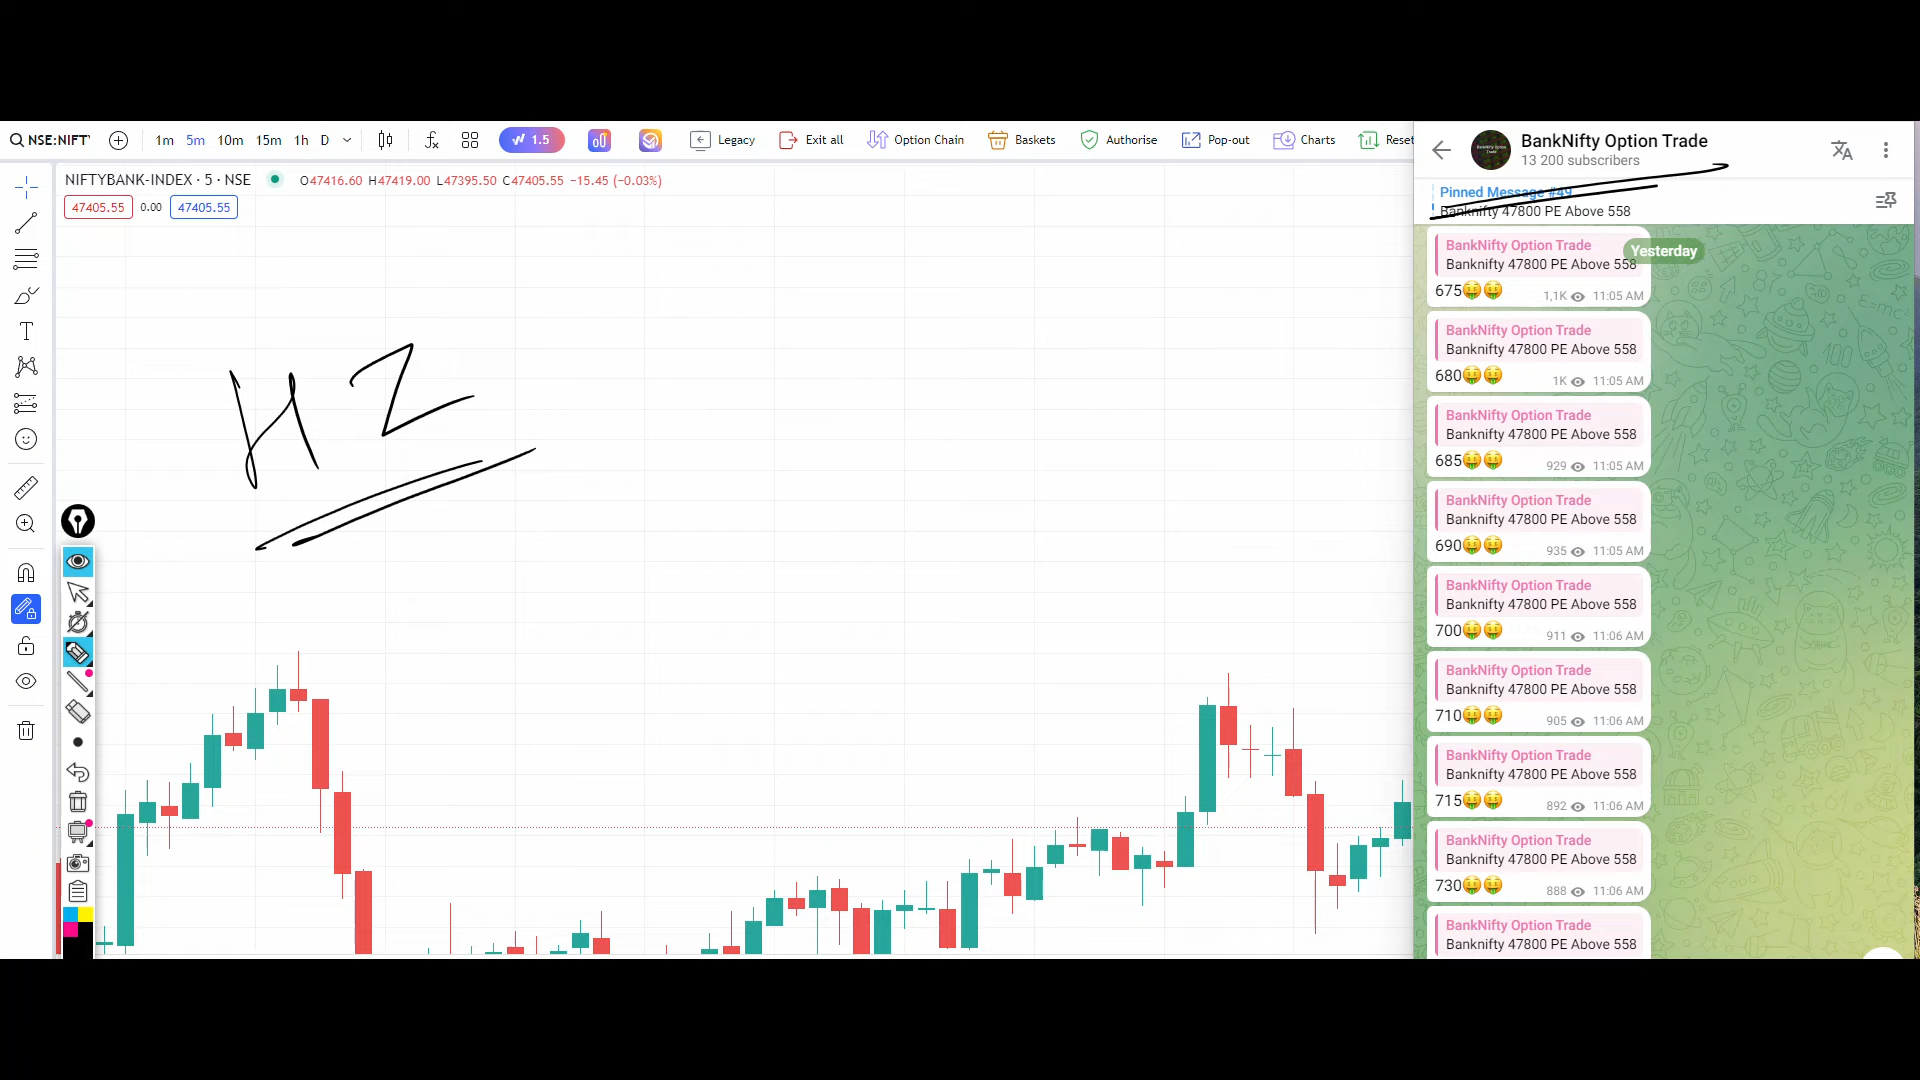 NSE:NIFTY
1m 5m 10m 15m 1h D
1.5
Legacy
Exit all
Option Chain
Baskets
Authorise
Pop-out
Charts
Reset
NIFTYBANK-INDEX · 5 · NSE
O47416.60 H47419.00 L47395.50 C47405.55 −15.45 (−0.03%)
47405.55 0.00 47405.55
HZ
BankNifty Option Trade
13 200 subscribers
Pinned Message #49
Banknifty 47800 PE Above 558
Yesterday
BankNifty Option Trade
Banknifty 47800 PE Above 558
675🤑🤑 1,1K 11:05 AM
BankNifty Option Trade
Banknifty 47800 PE Above 558
680🤑🤑 1K 11:05 AM
BankNifty Option Trade
Banknifty 47800 PE Above 558
685🤑🤑 929 11:05 AM
BankNifty Option Trade
Banknifty 47800 PE Above 558
690🤑🤑 935 11:05 AM
BankNifty Option Trade
Banknifty 47800 PE Above 558
700🤑🤑 911 11:06 AM
BankNifty Option Trade
Banknifty 47800 PE Above 558
710🤑🤑 905 11:06 AM
BankNifty Option Trade
Banknifty 47800 PE Above 558
715🤑🤑 892 11:06 AM
BankNifty Option Trade
Banknifty 47800 PE Above 558
730🤑🤑 888 11:06 AM
BankNifty Option Trade
Banknifty 47800 PE Above 558